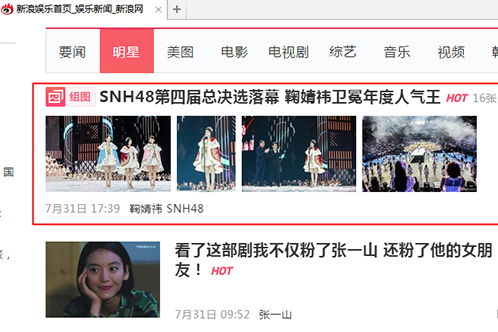 新浪娱乐首页_娱乐新闻_新浪网
要闻 明星 美图 电影 电视剧 综艺 音乐 视频
组图 SNH48第四届总决选落幕 鞠婧祎卫冕年度人气王 HOT 16张
7月31日 17:39 鞠婧祎 SNH48
国
看了这部剧我不仅粉了张一山 还粉了他的女朋
友！ HOT
7月31日 09:52 张一山